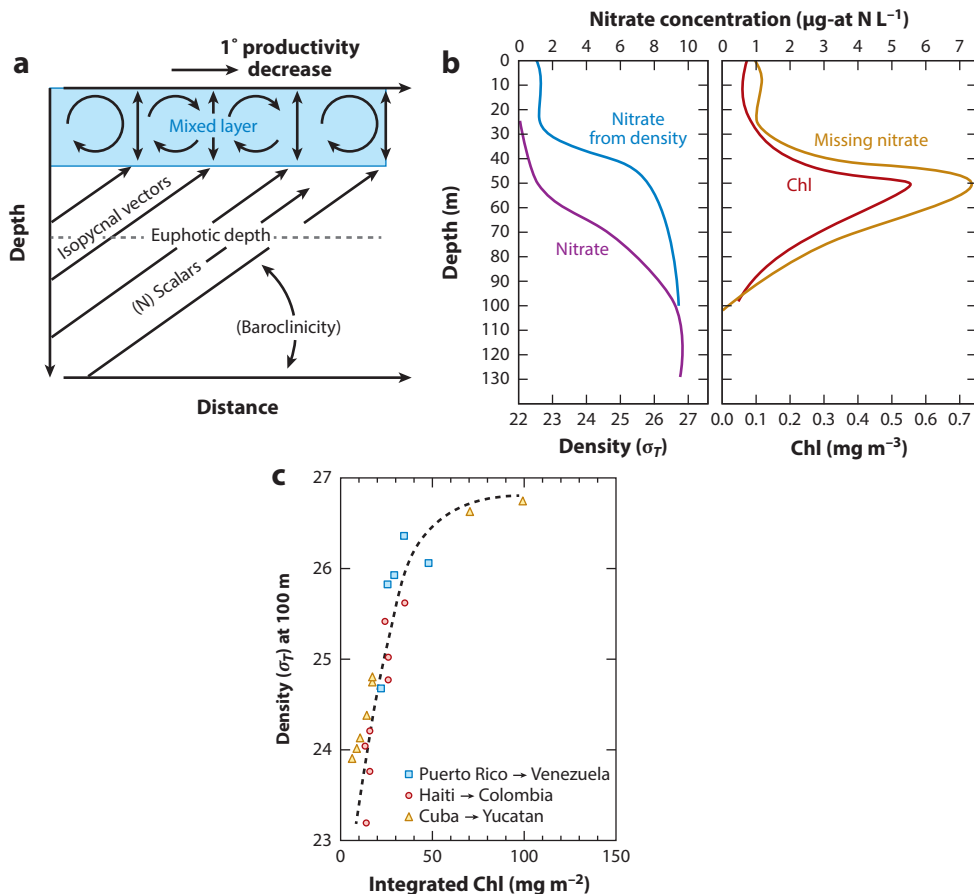 a
1° productivity
decrease
Mixed layer
Depth
Isopycnal vectors
Euphotic depth
(N) Scalars
(Baroclinicity)
Distance
b
Nitrate concentration (µg-at N L⁻¹)
0 2 4 6 8 10
0 1 2 3 4 5 6 7
Depth (m)
0
10
20
30
40
50
60
70
80
90
100
110
120
130
Nitrate
from density
Nitrate
Missing nitrate
Chl
22 23 24 25 26 27
0.0 0.1 0.2 0.3 0.4 0.5 0.6 0.7
Density (σT)
Chl (mg m⁻³)
c
Density (σT) at 100 m
27
26
25
24
23
Puerto Rico → Venezuela
Haiti → Colombia
Cuba → Yucatan
0 50 100 150
Integrated Chl (mg m⁻²)